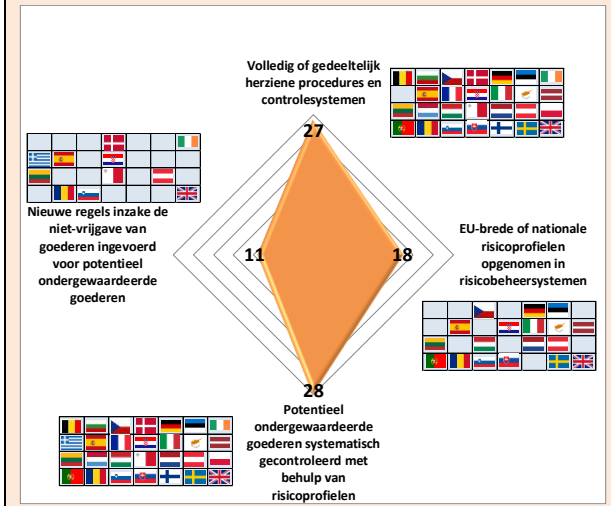 Volledig of gedeeltelijk
herziene procedures en
controlesystemen
27
Nieuwe regels inzake de
niet-vrijgave van
goederen ingevoerd
voor potentieel
ondergewaardeerde
goederen
11
18
EU-brede of nationale
risicoprofielen
opgenomen in
risicobeheersystemen
28
Potentieel
ondergewaardeerde
goederen systematisch
gecontroleerd met
behulp van
risicoprofielen